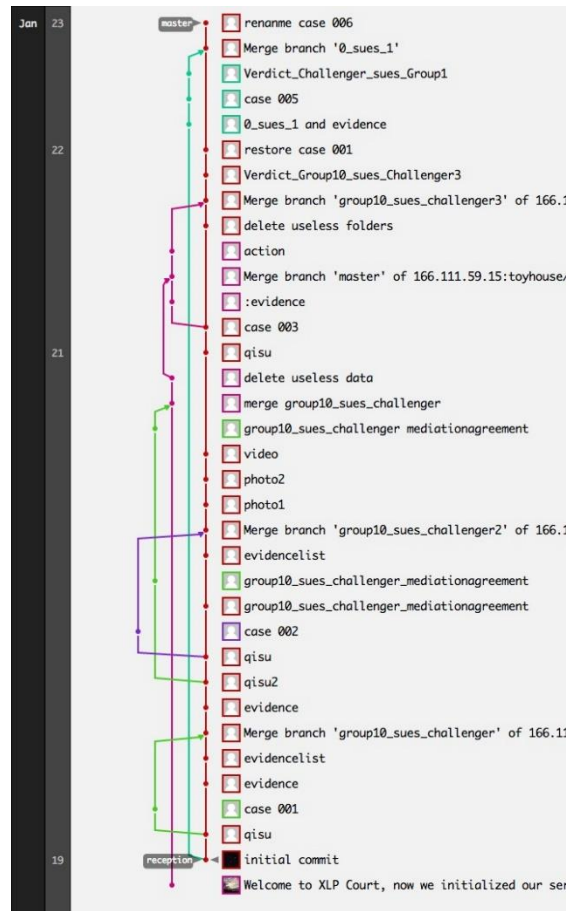 Jan 23 master renanme case 006
Merge branch '0_sues_1'
Verdict_Challenger_sues_Group1
case 005
0_sues_1 and evidence
22 restore case 001
Verdict_Group10_sues_Challenger3
Merge branch 'group10_sues_challenger3' of 166.1
delete useless folders
action
Merge branch 'master' of 166.111.59.15:toyhouse/
:evidence
case 003
21 qisu
delete useless data
merge group10_sues_challenger
group10_sues_challenger mediationagreement
video
photo2
photo1
Merge branch 'group10_sues_challenger2' of 166.1
evidencelist
group10_sues_challenger_mediationagreement
group10_sues_challenger_mediationagreement
case 002
qisu
qisu2
evidence
Merge branch 'group10_sues_challenger' of 166.11
evidencelist
evidence
case 001
qisu
19 reception initial commit
Welcome to XLP Court, now we initialized our ser